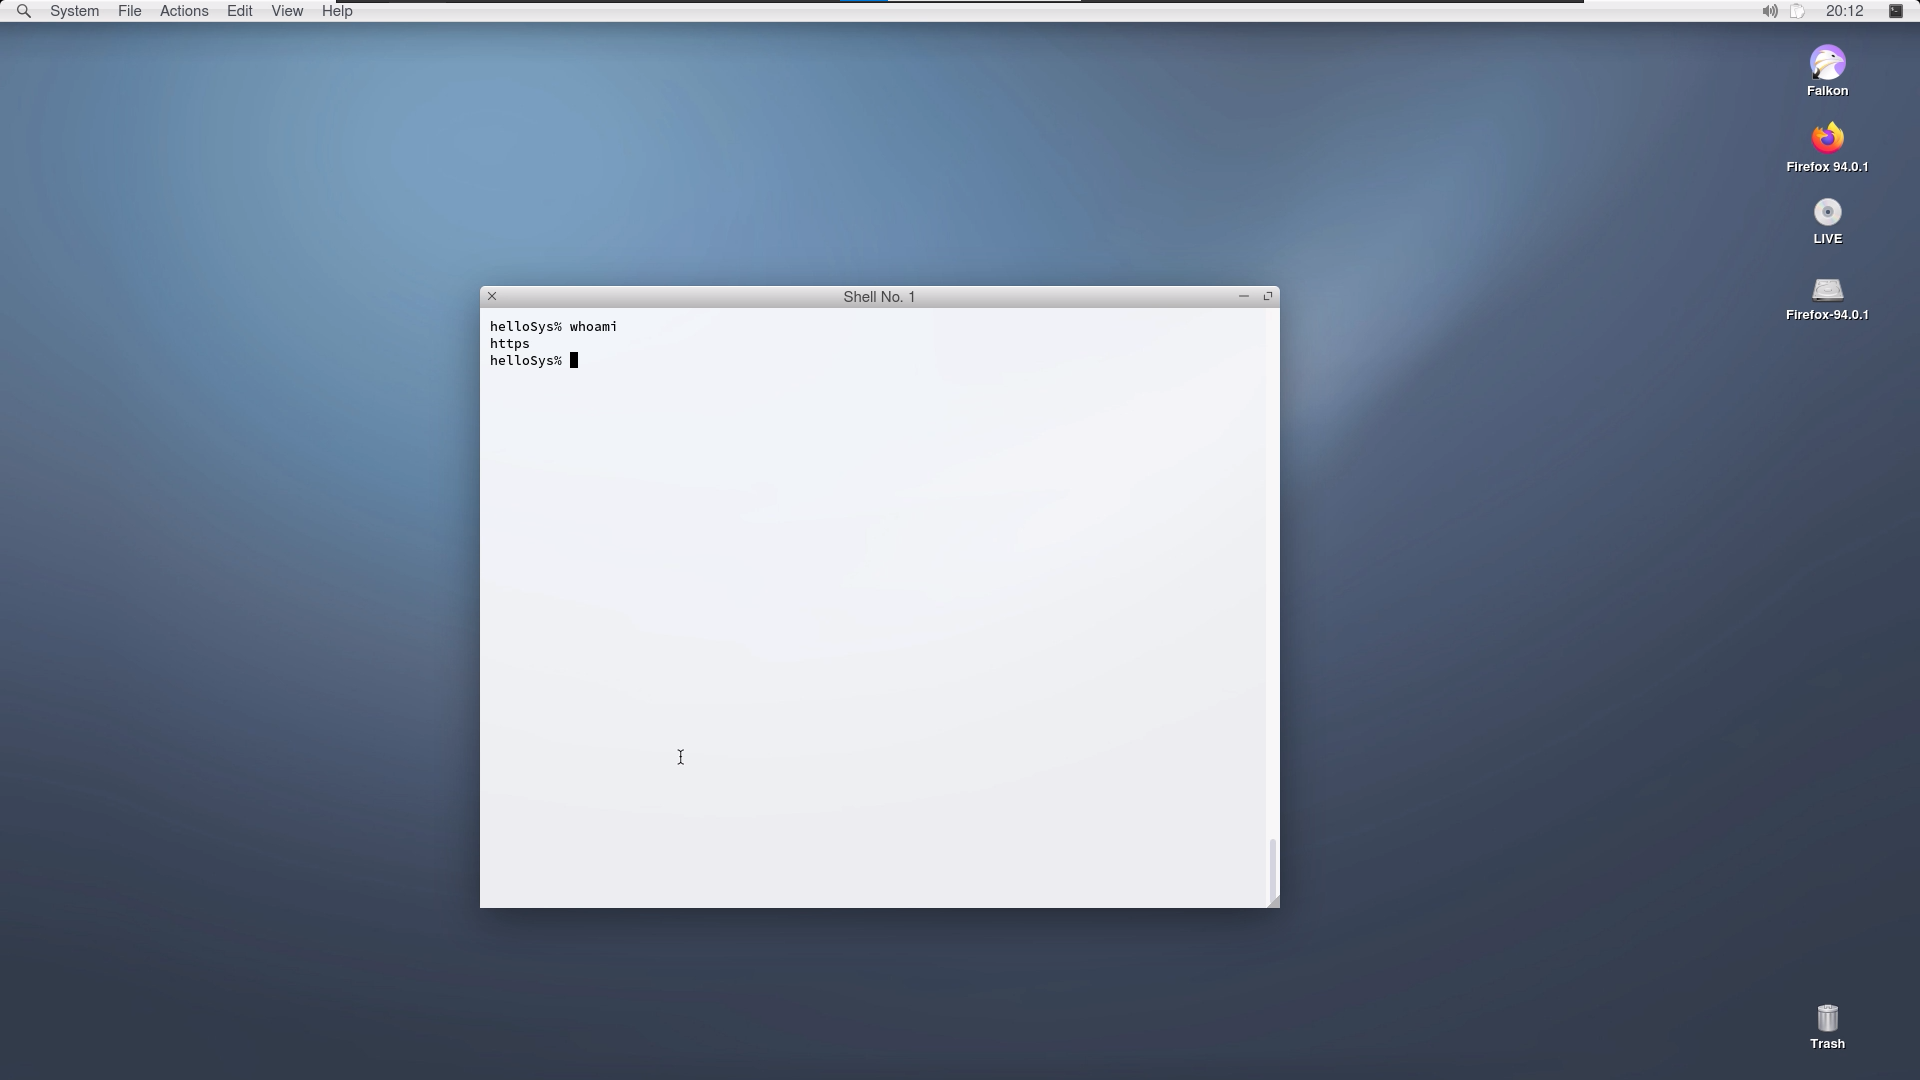 System File Actions Edit View Help 20:12
Falkon
Firefox 94.0.1
LIVE
Firefox-94.0.1
Shell No. 1
helloSys% whoami
https
helloSys%
Trash